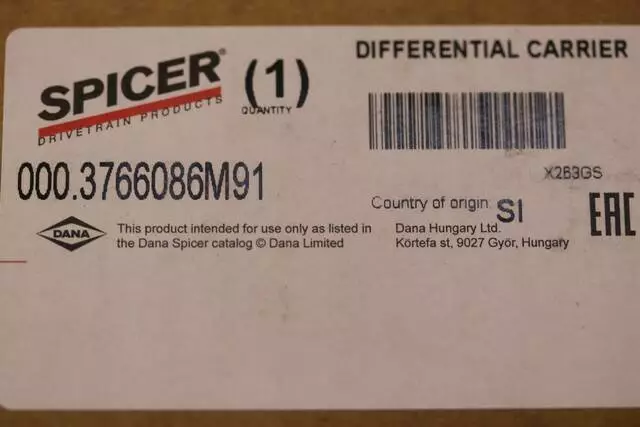 SPICER®
DRIVETRAIN PRODUCTS
(1)
QUANTITY
DIFFERENTIAL CARRIER
000.3766086M91
X2B3GS
Country of origin SI
EAC
DANA
This product intended for use only as listed in
the Dana Spicer catalog © Dana Limited
Dana Hungary Ltd.
Körtefa st, 9027 Győr, Hungary